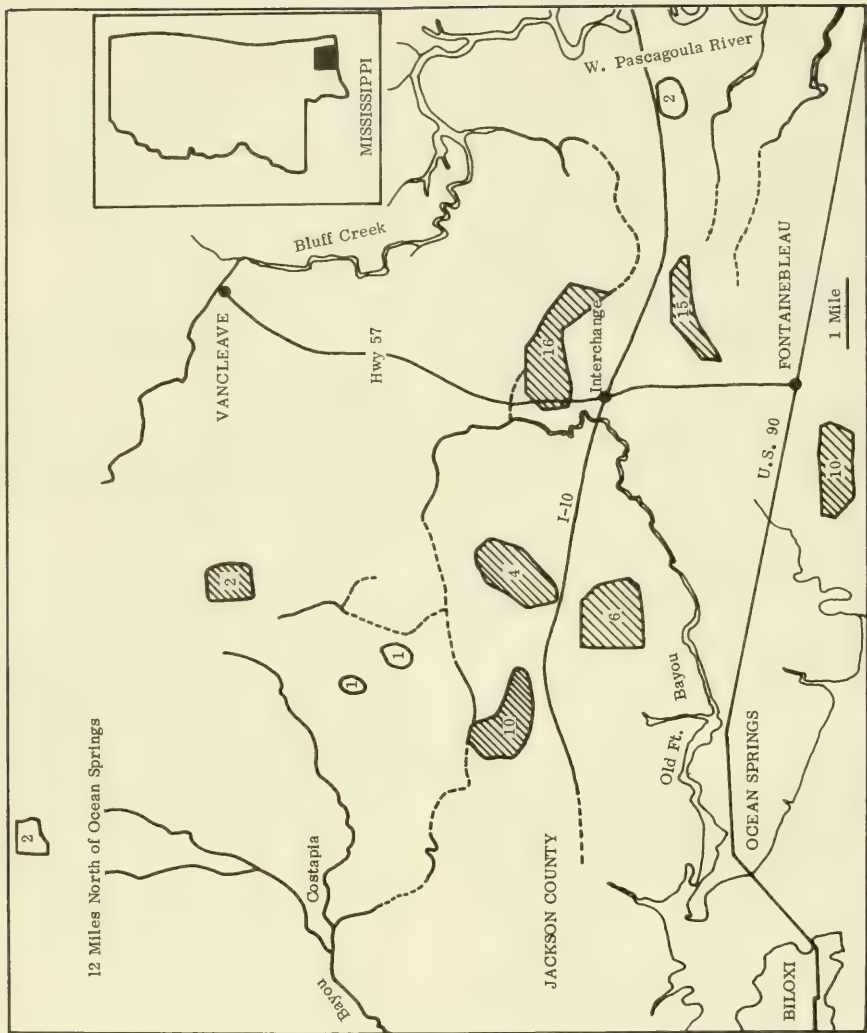 12 Miles North of Ocean Springs
2
MISSISSIPPI
VANCLEAVE
Bluff Creek
Hwy 57
W. Pascagoula River
2
2
1
1
Bayou
Costapia
10
4
16
Interchange
I-10
15
6
JACKSON COUNTY
Old Ft.
Bayou
OCEAN SPRINGS
U.S. 90
10
FONTAINEBLEAU
1 Mile
BILOXI